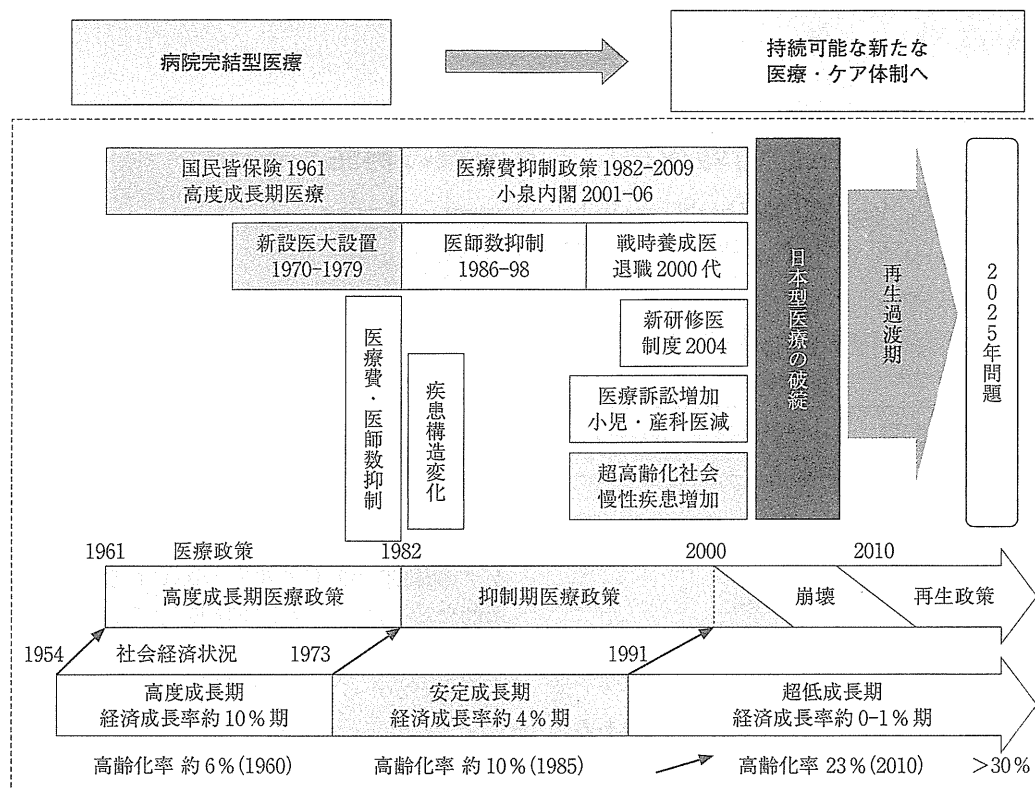 病院完結型医療
持続可能な新たな
医療・ケア体制へ
国民皆保険 1961
高度成長期医療
医療費抑制政策 1982-2009
小泉内閣 2001-06
新設医大設置
1970-1979
医師数抑制
1986-98
戦時養成医
退職 2000 代
医療費・医師数抑制
疾患構造変化
新研修医
制度 2004
医療訴訟増加
小児・産科医減
超高齢化社会
慢性疾患増加
日本型医療の破綻
再生過渡期
2025年問題
1961
医療政策
1982
2000
2010
高度成長期医療政策
抑制期医療政策
崩壊
再生政策
1954
社会経済状況
1973
1991
高度成長期
経済成長率約 10% 期
安定成長期
経済成長率約 4% 期
超低成長期
経済成長率約 0-1% 期
高齢化率 約 6% (1960)
高齢化率 約 10% (1985)
高齢化率 23% (2010)
>30%